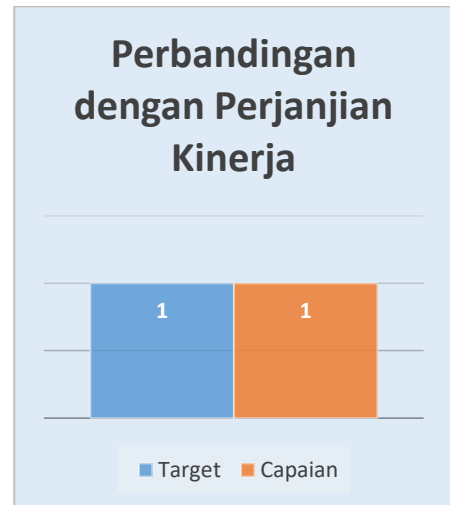 Perbandingan
dengan Perjanjian
Kinerja
1 1
Target Capaian